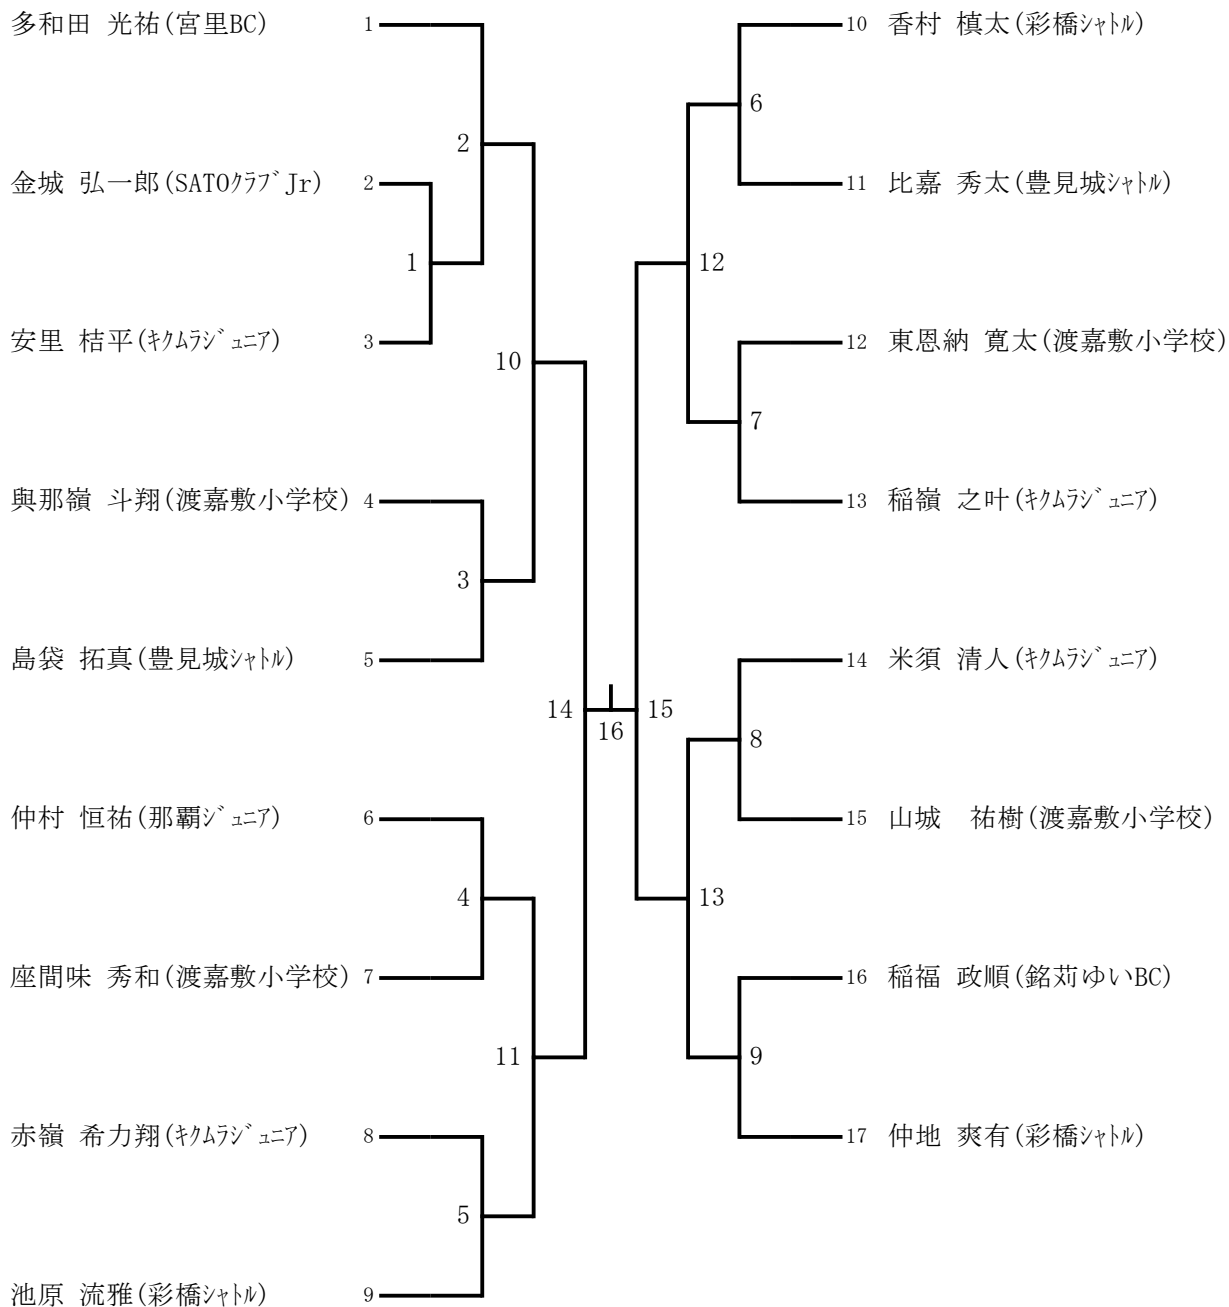 多和田 光祐(宮里BC) 1
金城 弘一郎(SATOｸﾗﾌﾞJr) 2
安里 桔平(ｷｸﾑﾗｼﾞｭﾆｱ) 3
與那嶺 斗翔(渡嘉敷小学校) 4
島袋 拓真(豊見城ｼｬﾄﾙ) 5
仲村 恒祐(那覇ｼﾞｭﾆｱ) 6
座間味 秀和(渡嘉敷小学校) 7
赤嶺 希力翔(ｷｸﾑﾗｼﾞｭﾆｱ) 8
池原 流雅(彩橋ｼｬﾄﾙ) 9
2
1
10
3
14
4
11
5
16
15
6
12
7
8
13
9
10 香村 槙太(彩橋ｼｬﾄﾙ)
11 比嘉 秀太(豊見城ｼｬﾄﾙ)
12 東恩納 寛太(渡嘉敷小学校)
13 稲嶺 之叶(ｷｸﾑﾗｼﾞｭﾆｱ)
14 米須 清人(ｷｸﾑﾗｼﾞｭﾆｱ)
15 山城　祐樹(渡嘉敷小学校)
16 稲福 政順(銘苅ゆいBC)
17 仲地 爽有(彩橋ｼｬﾄﾙ)